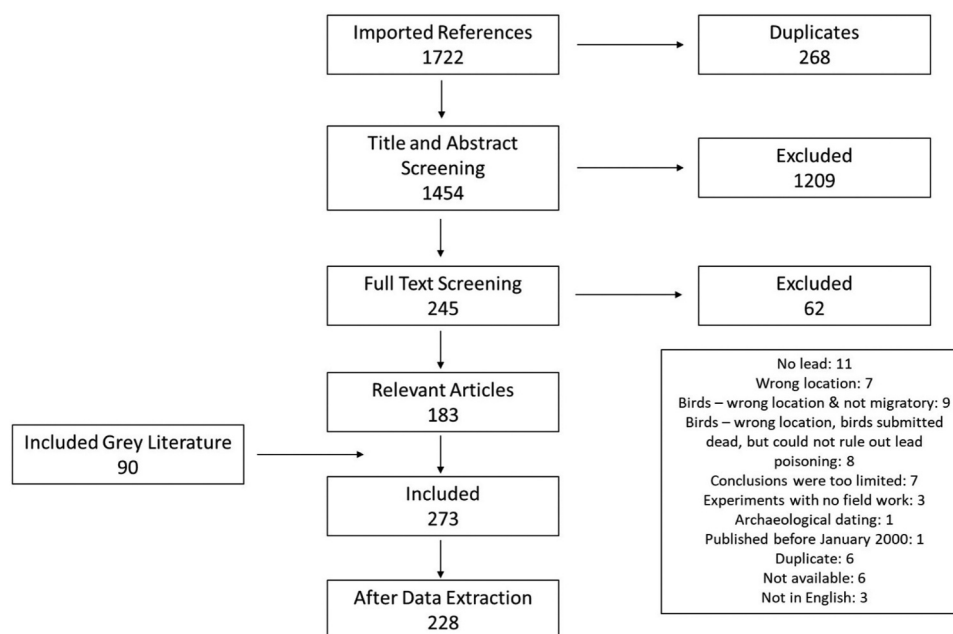 Imported References
1722
Duplicates
268
Title and Abstract
Screening
1454
Excluded
1209
Full Text Screening
245
Excluded
62
No lead: 11
Wrong location: 7
Birds – wrong location & not migratory: 9
Birds – wrong location, birds submitted
dead, but could not rule out lead
poisoning: 8
Conclusions were too limited: 7
Experiments with no field work: 3
Archaeological dating: 1
Published before January 2000: 1
Duplicate: 6
Not available: 6
Not in English: 3
Relevant Articles
183
Included Grey Literature
90
Included
273
After Data Extraction
228